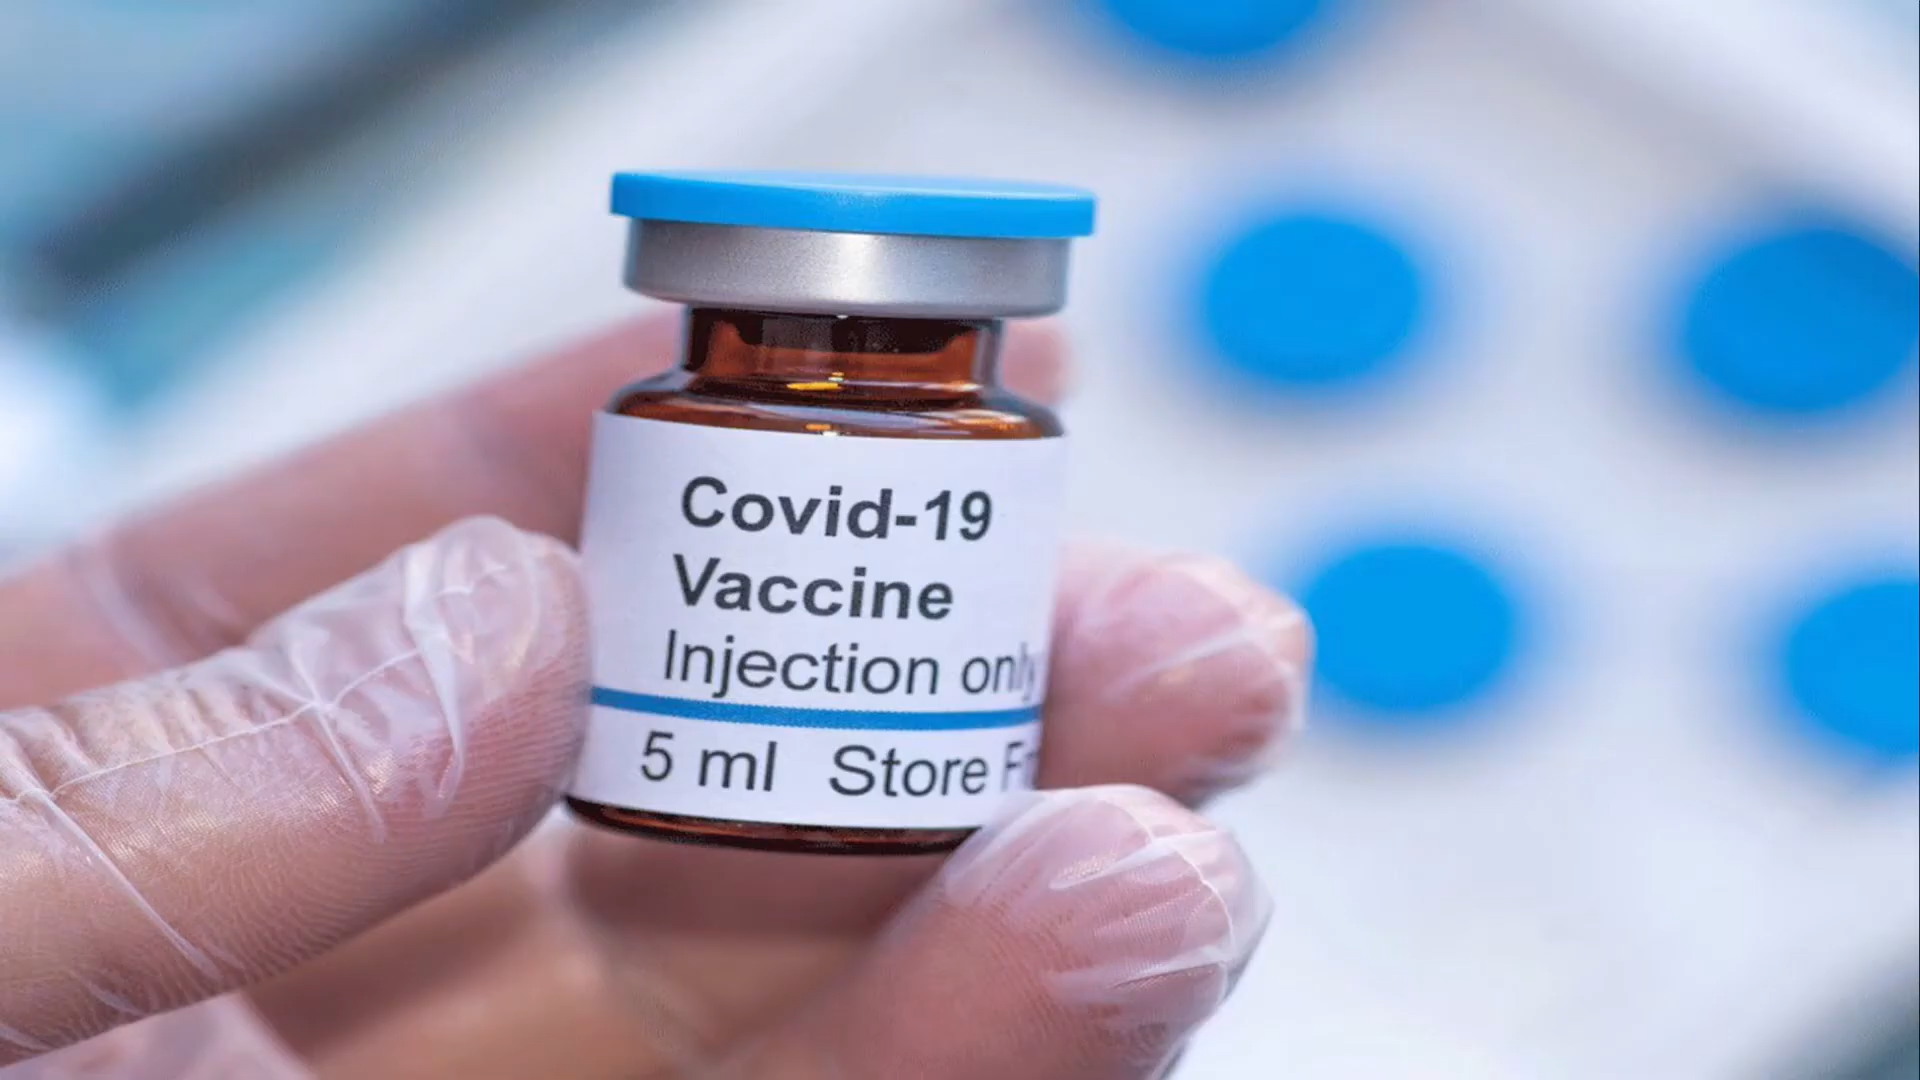 Covid-19
Vaccine
Injection only
5 ml Store